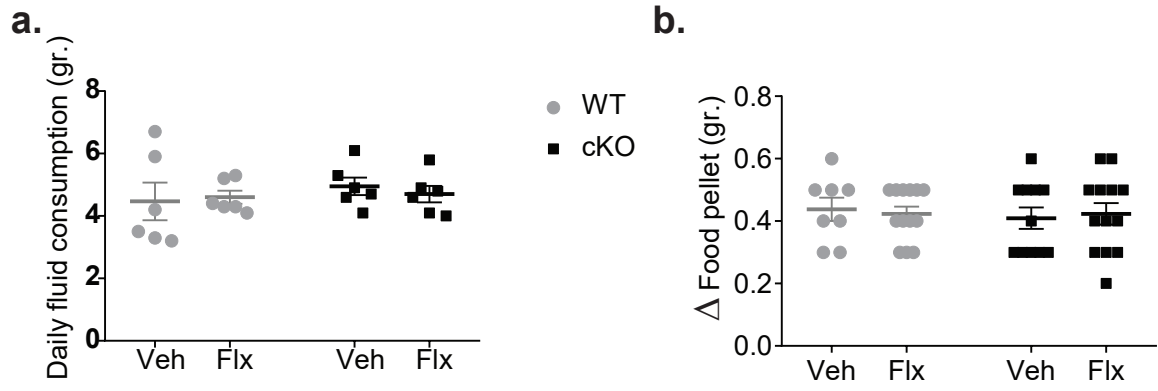 a.
Daily fluid consumption (gr.)
8
6
4
2
0
Veh
Flx
Veh
Flx
WT
cKO
b.
Δ Food pellet (gr.)
0.8
0.6
0.4
0.2
0.0
Veh
Flx
Veh
Flx